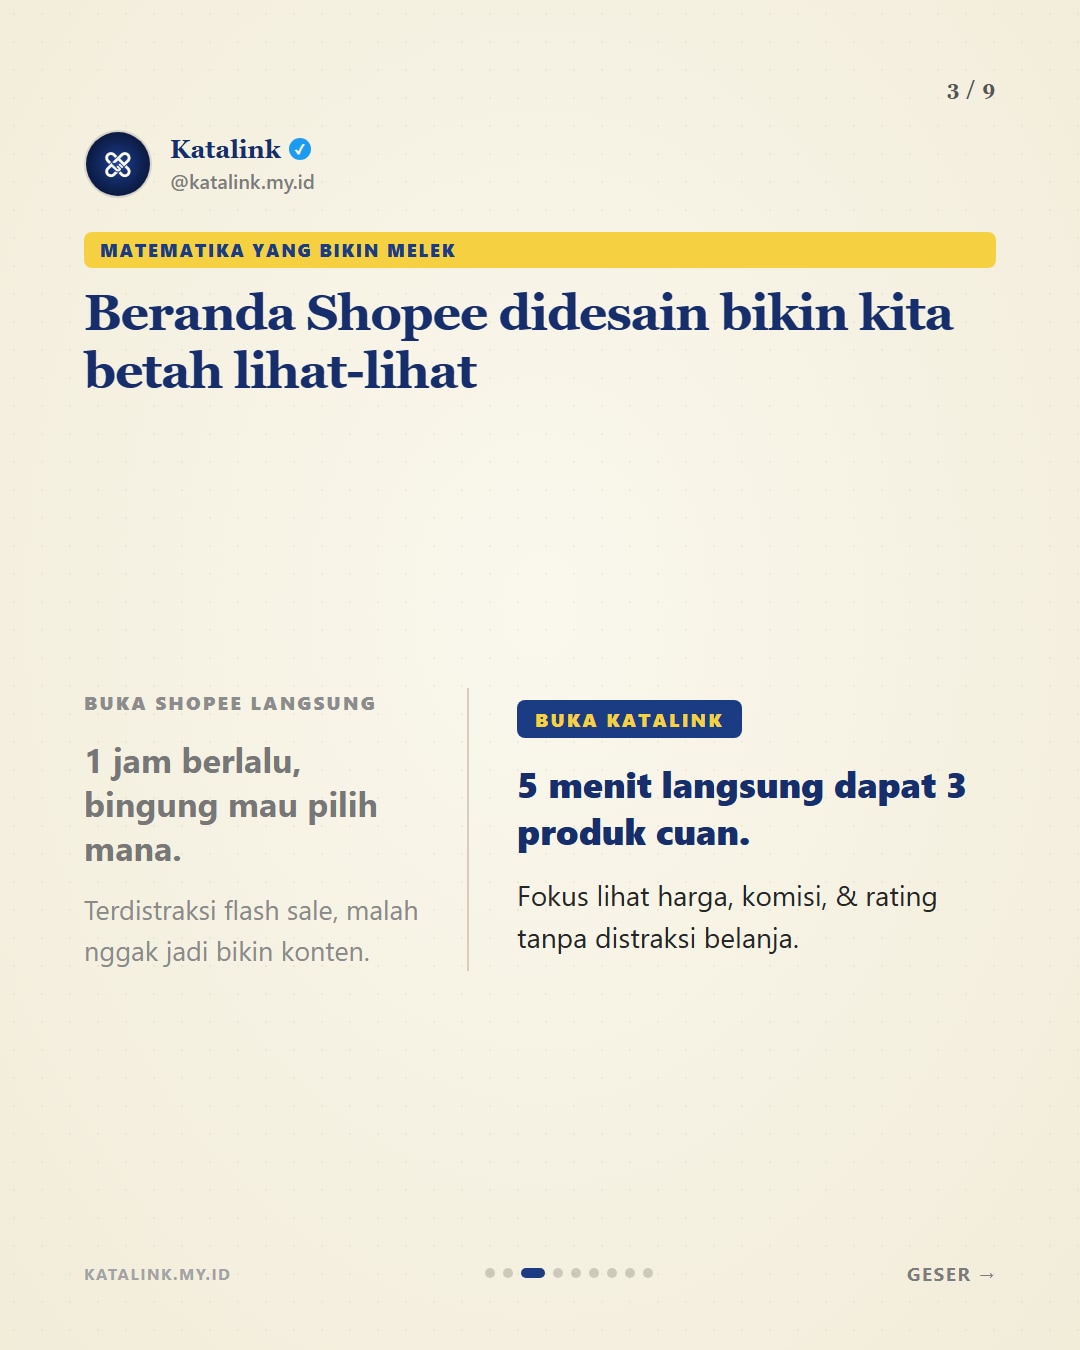 3 / 9
Katalink
@katalink.my.id
MATEMATIKA YANG BIKIN MELEK
Beranda Shopee didesain bikin kita
betah lihat-lihat
BUKA SHOPEE LANGSUNG
1 jam berlalu,
bingung mau pilih
mana.
Terdistraksi flash sale, malah
nggak jadi bikin konten.
BUKA KATALINK
5 menit langsung dapat 3
produk cuan.
Fokus lihat harga, komisi, & rating
tanpa distraksi belanja.
KATALINK.MY.ID
GESER →